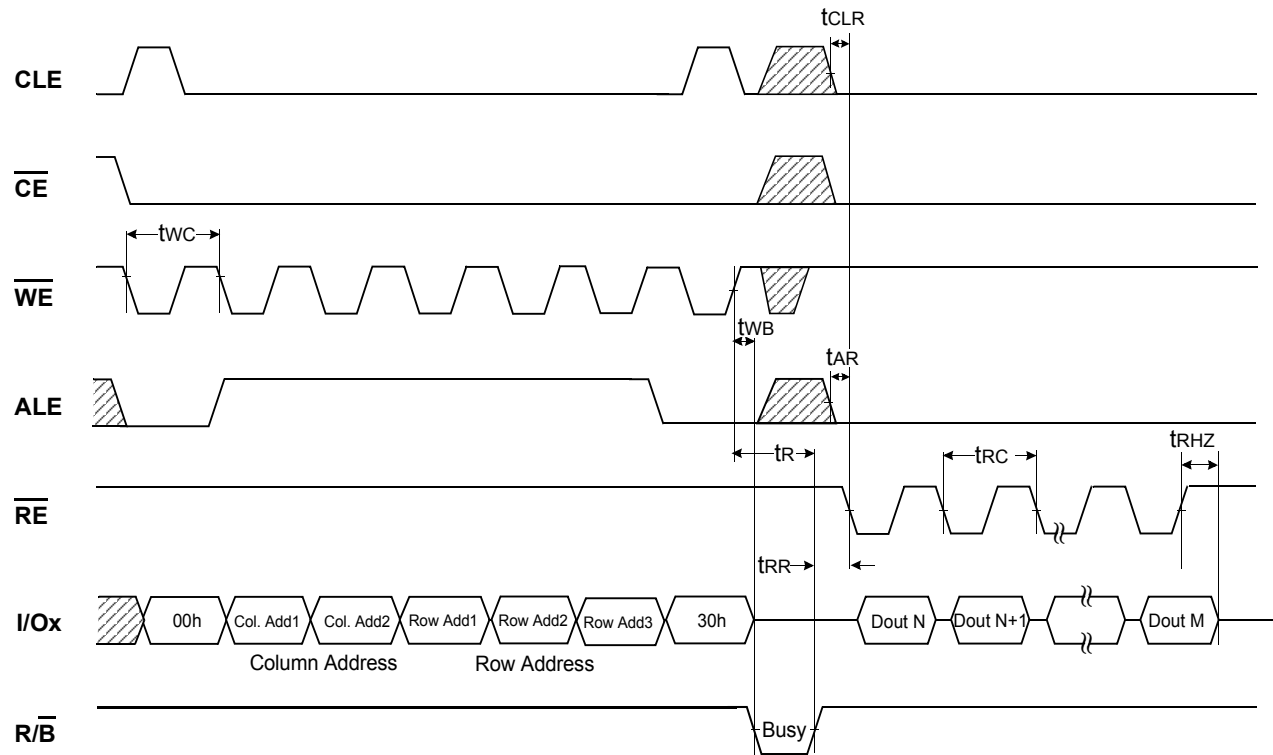 tCLR
CLE
CE
tWC
WE
tWB
tAR
ALE
tR
tRC
tRHZ
RE
tRR
I/Ox
00h
Col. Add1
Col. Add2
Row Add1
Row Add2
Row Add3
30h
Dout N
Dout N+1
Dout M
Column Address
Row Address
R/B
Busy